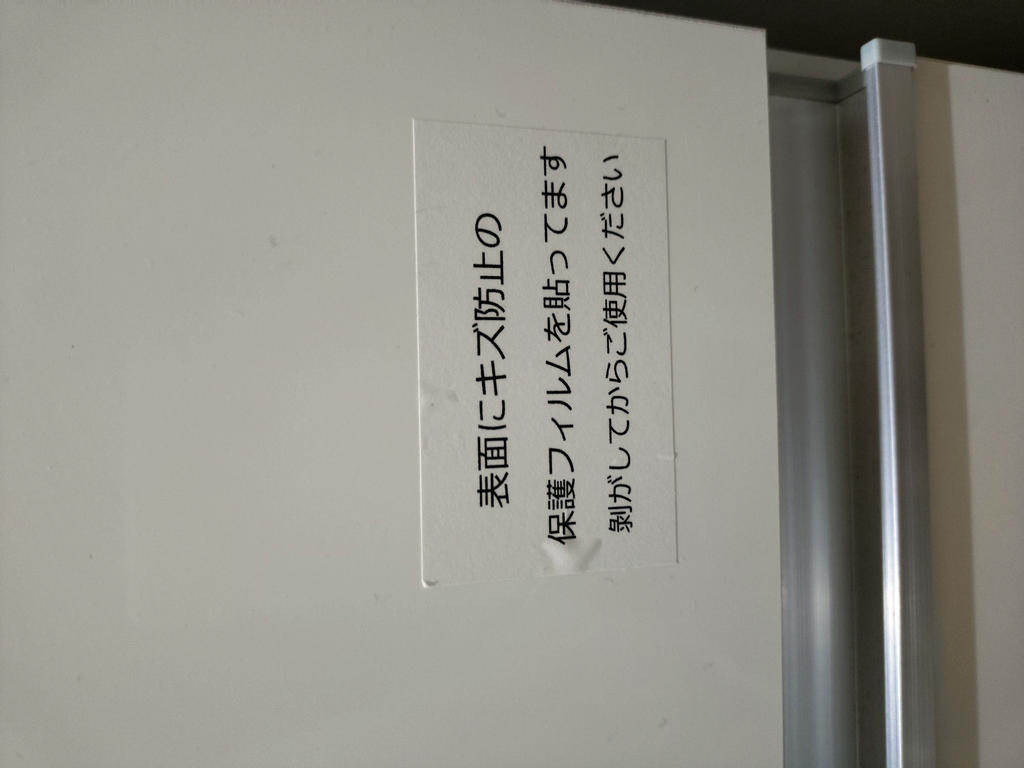 表面にキズ防止の
保護フィルムを貼ってます
剝がしてからご使用ください